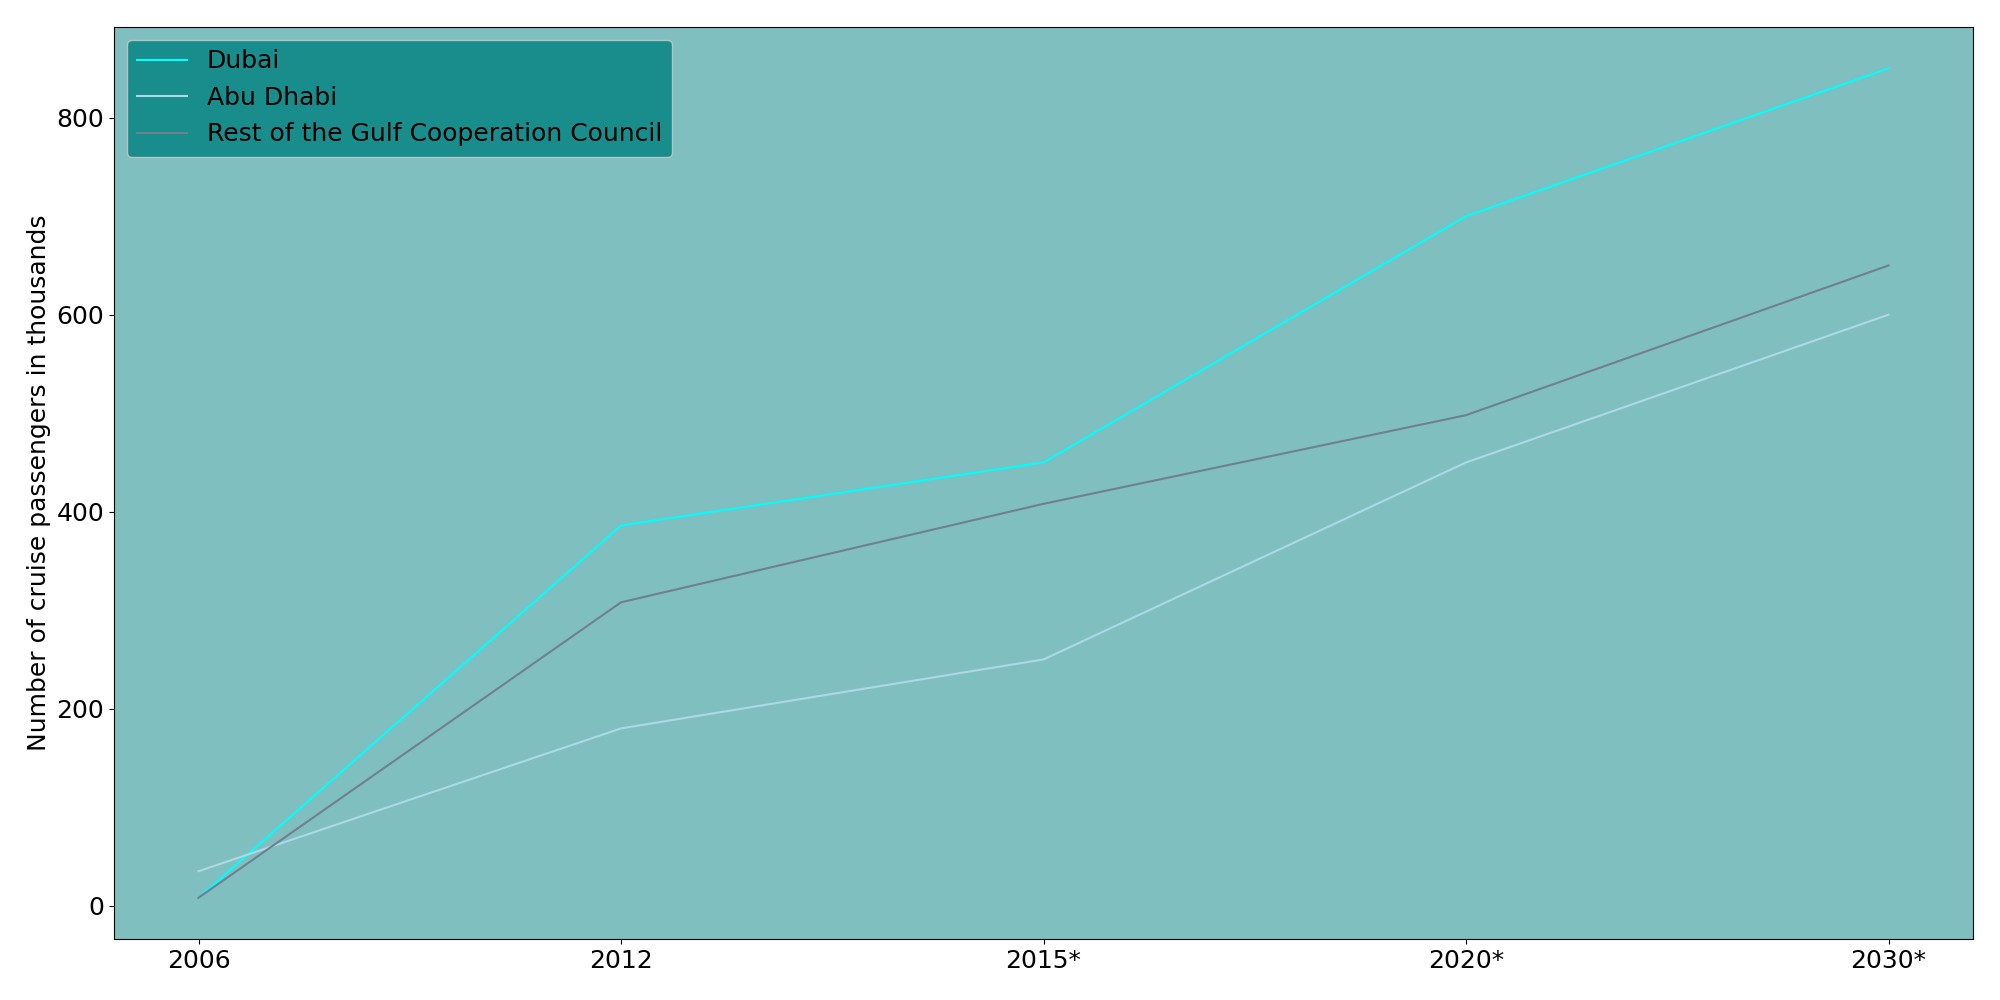 Dubai
Abu Dhabi
Rest of the Gulf Cooperation Council
Number of cruise passengers in thousands
800
600
400
200
0
2006
2012
2015*
2020*
2030*